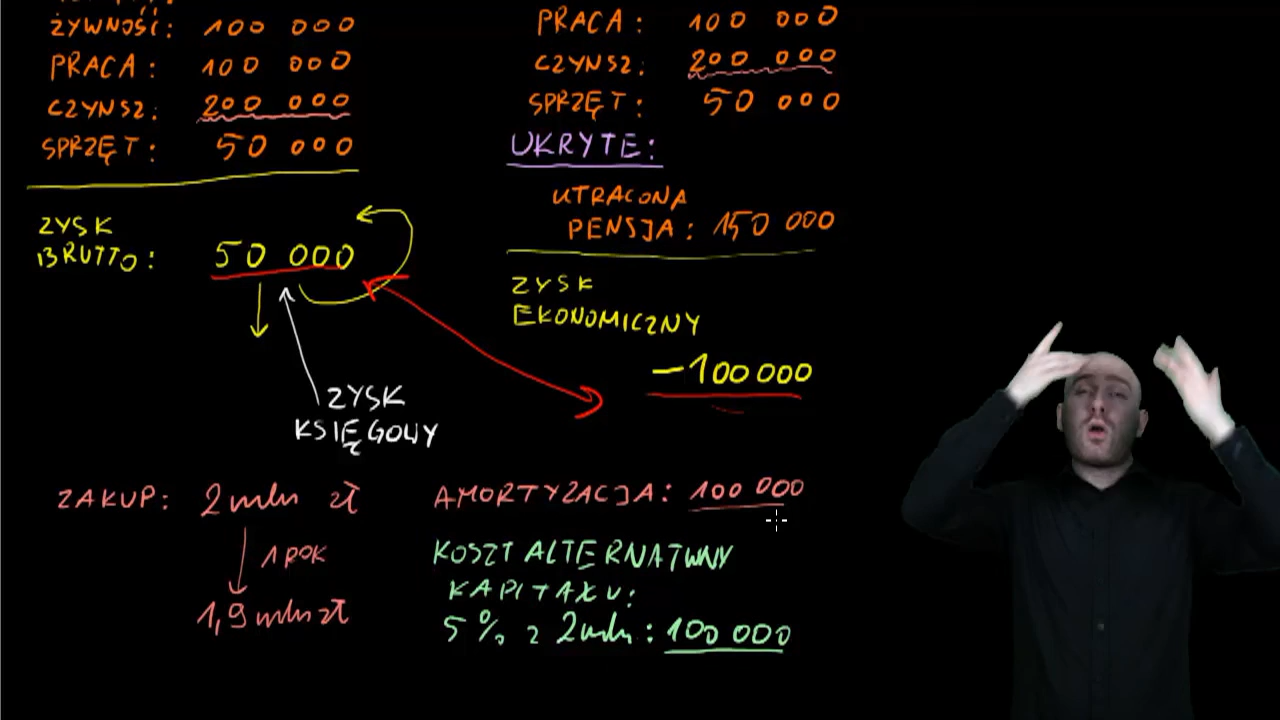 ŻYWNOŚĆ: 100 000
PRACA: 100 000
CZYNSZ: 200 000
SPRZĘT: 50 000
ZYSK
BRUTTO: 50 000
ZYSK
KSIĘGOWY
PRACA: 100 000
CZYNSZ: 200 000
SPRZĘT: 50 000
UKRYTE:
UTRACONA
PENSJA: 150 000
ZYSK
EKONOMICZNY
-100 000
ZAKUP: 2 mln zł
1 ROK
1,9 mln zł
AMORTYZACJA: 100 000
KOSZT ALTERNATWNY
KAPITAŁU:
5% z 2 mln: 100 000